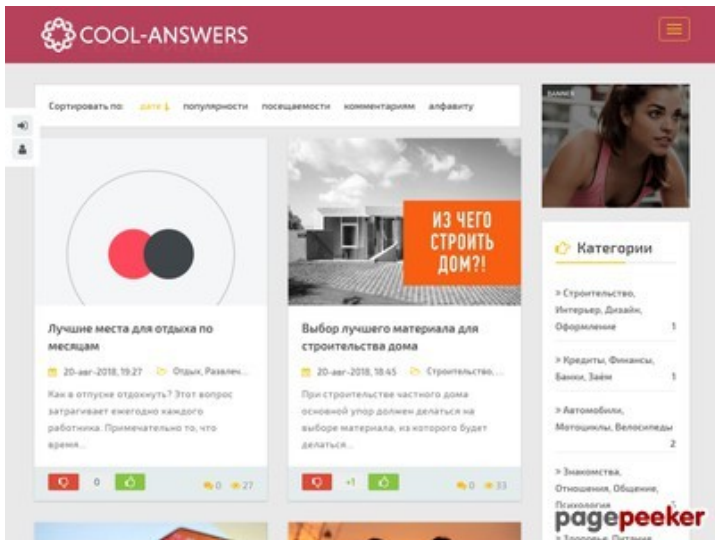 COOL-ANSWERS
Сортировать по: дате популярности посещаемости комментариям алфавиту
BANNER
ИЗ ЧЕГО
СТРОИТЬ
ДОМ?!
Лучшие места для отдыха по
месяцам
20-авг-2018, 19:27 Отдых, Развлеч...
Как в отпуске отдохнуть? Этот вопрос
затрагивает ежегодно каждого
работника. Примечательно то, что
время...
0
0 27
Выбор лучшего материала для
строительства дома
20-авг-2018, 18:45 Строительство, ...
При строительстве частного дома
основной упор должен делаться на
выборе материала, из которого будет
делаться...
+1
0 33
Категории
» Строительство,
Интерьер, Дизайн,
Оформление 1
» Кредиты, Финансы,
Банки, Заём 1
» Автомобили,
Мотоциклы, Велосипеды
2
» Знакомства,
Отношения, Общение,
Психология 5
» Здоровье, Питание
pagepeeker